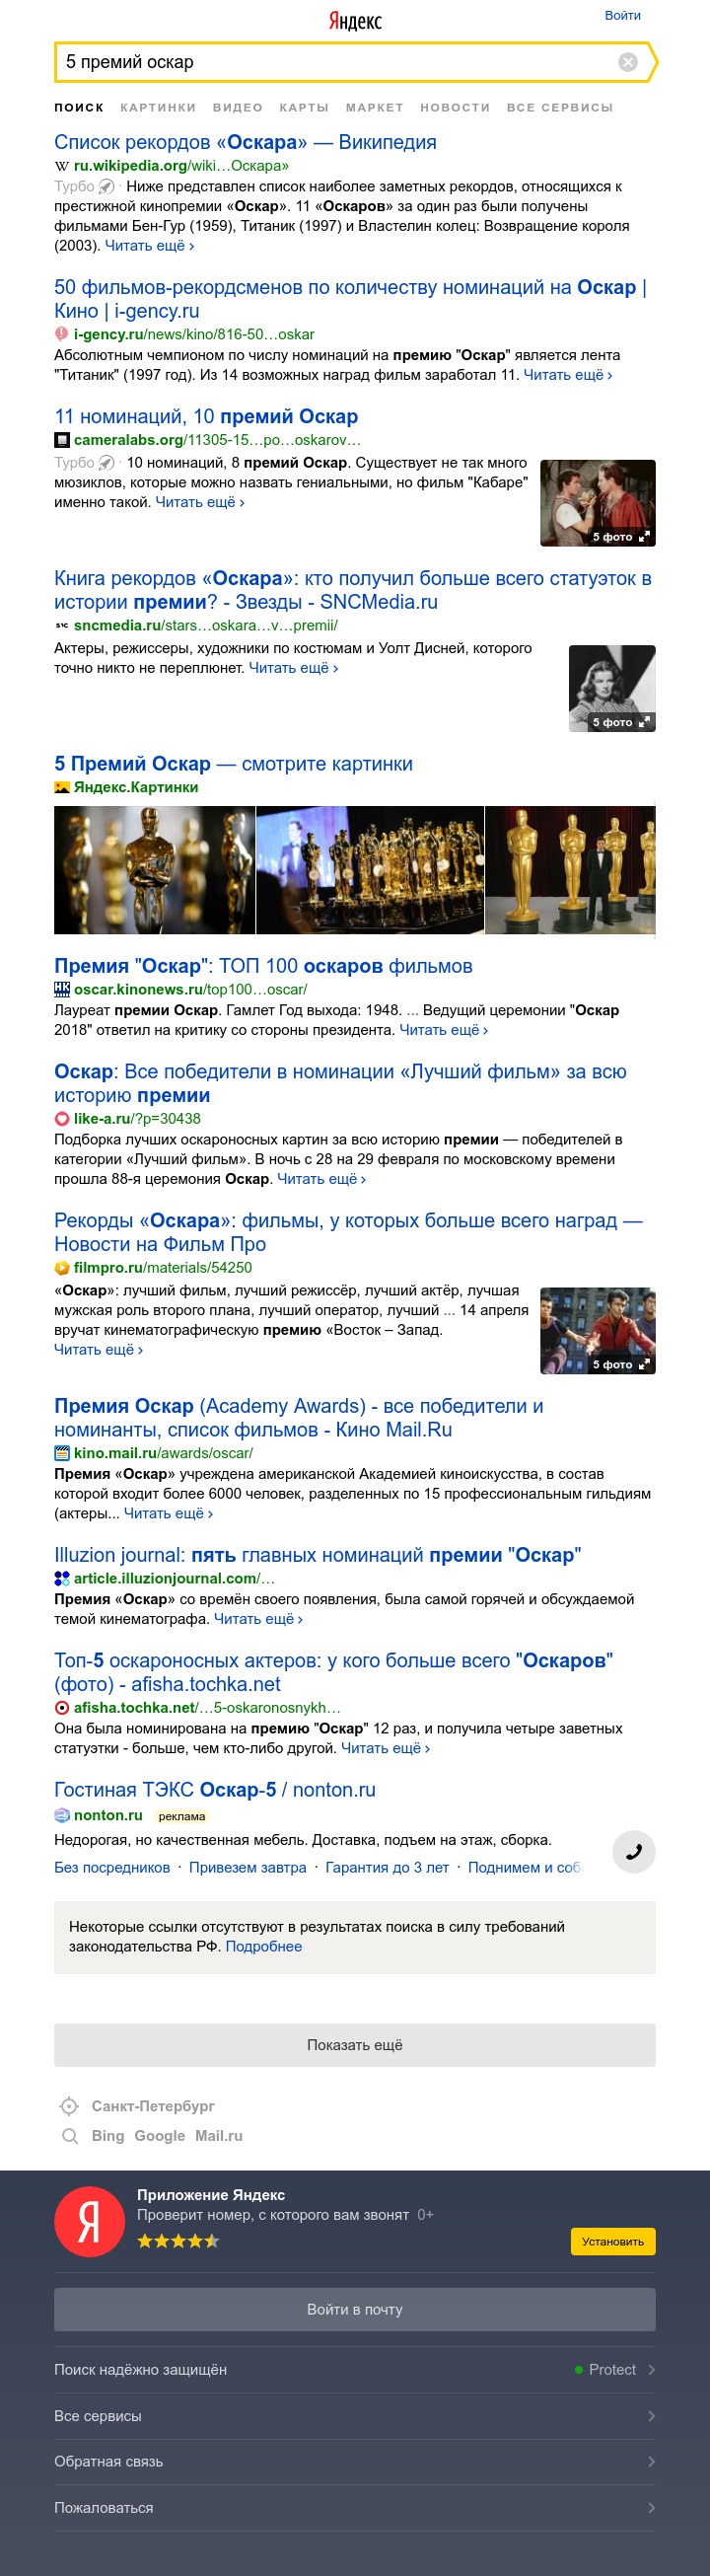 Яндекс
Войти
5 премий оскар
ПОИСК КАРТИНКИ ВИДЕО КАРТЫ МАРКЕТ НОВОСТИ ВСЕ СЕРВИСЫ
Список рекордов «Оскара» — Википедия
W ru.wikipedia.org/wiki…Оскара»
Турбо · Ниже представлен список наиболее заметных рекордов, относящихся к
престижной кинопремии «Оскар». 11 «Оскаров» за один раз были получены
фильмами Бен-Гур (1959), Титаник (1997) и Властелин колец: Возвращение короля
(2003). Читать ещё ›
50 фильмов-рекордсменов по количеству номинаций на Оскар |
Кино | i-gency.ru
i-gency.ru/news/kino/816-50…oskar
Абсолютным чемпионом по числу номинаций на премию "Оскар" является лента
"Титаник" (1997 год). Из 14 возможных наград фильм заработал 11. Читать ещё ›
11 номинаций, 10 премий Оскар
cameralabs.org/11305-15…po…oskarov…
Турбо · 10 номинаций, 8 премий Оскар. Существует не так много
мюзиклов, которые можно назвать гениальными, но фильм "Кабаре"
именно такой. Читать ещё ›
5 фото
Книга рекордов «Оскара»: кто получил больше всего статуэток в
истории премии? - Звезды - SNCMedia.ru
sncmedia.ru/stars…oskara…v…premii/
Актеры, режиссеры, художники по костюмам и Уолт Дисней, которого
точно никто не переплюнет. Читать ещё ›
5 фото
5 Премий Оскар — смотрите картинки
Яндекс.Картинки
Премия "Оскар": ТОП 100 оскаров фильмов
oscar.kinonews.ru/top100…oscar/
Лауреат премии Оскар. Гамлет Год выхода: 1948. ... Ведущий церемонии "Оскар
2018" ответил на критику со стороны президента. Читать ещё ›
Оскар: Все победители в номинации «Лучший фильм» за всю
историю премии
like-a.ru/?p=30438
Подборка лучших оскароносных картин за всю историю премии — победителей в
категории «Лучший фильм». В ночь с 28 на 29 февраля по московскому времени
прошла 88-я церемония Оскар. Читать ещё ›
Рекорды «Оскара»: фильмы, у которых больше всего наград —
Новости на Фильм Про
filmpro.ru/materials/54250
«Оскар»: лучший фильм, лучший режиссёр, лучший актёр, лучшая
мужская роль второго плана, лучший оператор, лучший ... 14 апреля
вручат кинематографическую премию «Восток – Запад.
Читать ещё ›
5 фото
Премия Оскар (Academy Awards) - все победители и
номинанты, список фильмов - Кино Mail.Ru
kino.mail.ru/awards/oscar/
Премия «Оскар» учреждена американской Академией киноискусства, в состав
которой входит более 6000 человек, разделенных по 15 профессиональным гильдиям
(актеры... Читать ещё ›
Illuzion journal: пять главных номинаций премии "Оскар"
article.illuzionjournal.com/…
Премия «Оскар» со времён своего появления, была самой горячей и обсуждаемой
темой кинематографа. Читать ещё ›
Топ-5 оскароносных актеров: у кого больше всего "Оскаров"
(фото) - afisha.tochka.net
afisha.tochka.net/…5-oskaronosnykh…
Она была номинирована на премию "Оскар" 12 раз, и получила четыре заветных
статуэтки - больше, чем кто-либо другой. Читать ещё ›
Гостиная ТЭКС Оскар-5 / nonton.ru
nonton.ru реклама
Недорогая, но качественная мебель. Доставка, подъем на этаж, сборка.
Без посредников · Привезем завтра · Гарантия до 3 лет · Поднимем и соб
Некоторые ссылки отсутствуют в результатах поиска в силу требований
законодательства РФ. Подробнее
Показать ещё
Санкт-Петербург
Bing Google Mail.ru
Я
Приложение Яндекс
Проверит номер, с которого вам звонят 0+
Установить
Войти в почту
Поиск надёжно защищён
Protect
Все сервисы
Обратная связь
Пожаловаться